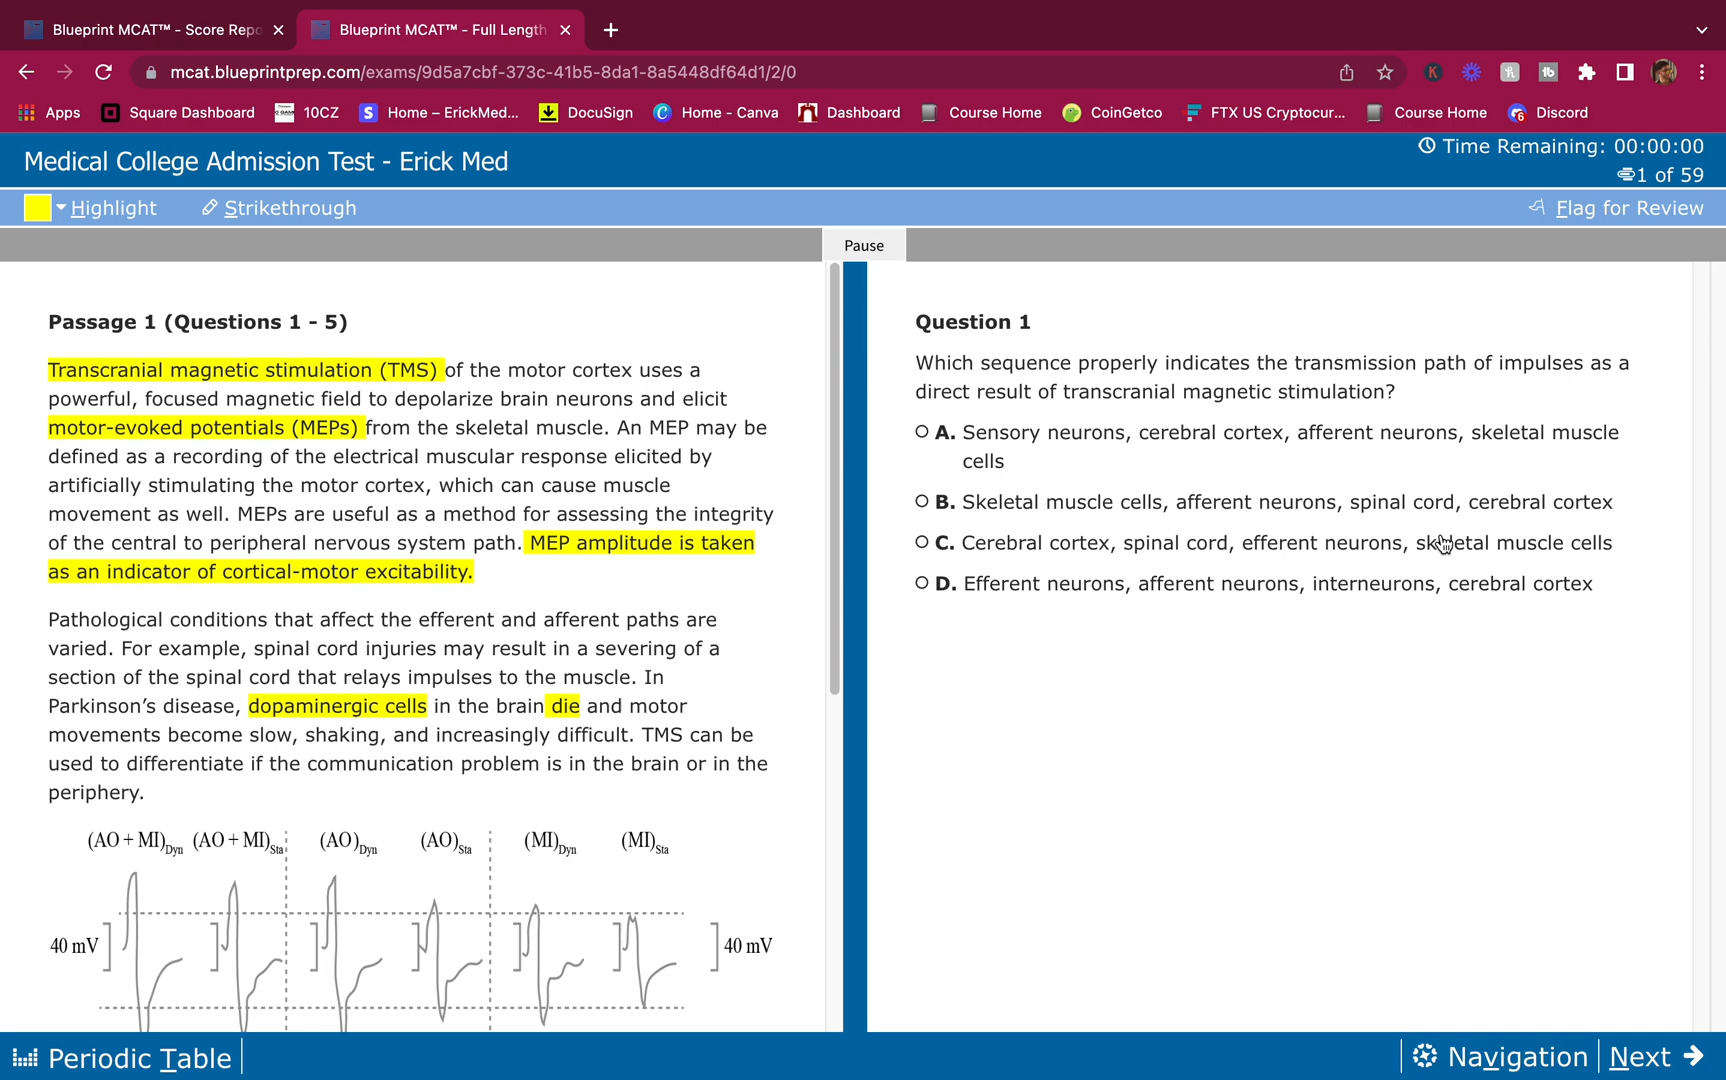 Blueprint MCAT™ - Score Repo
Blueprint MCAT™ - Full Length
mcat.blueprintprep.com/exams/9d5a7cbf-373c-41b5-8da1-8a5448df64d1/2/0
Apps
Square Dashboard
10CZ
Home – ErickMed...
DocuSign
Home - Canva
Dashboard
Course Home
CoinGetco
FTX US Cryptocur...
Course Home
Discord
Medical College Admission Test - Erick Med
Time Remaining: 00:00:00
1 of 59
Highlight
Strikethrough
Flag for Review
Pause
Passage 1 (Questions 1 - 5)
Transcranial magnetic stimulation (TMS) of the motor cortex uses a
powerful, focused magnetic field to depolarize brain neurons and elicit
motor-evoked potentials (MEPs) from the skeletal muscle. An MEP may be
defined as a recording of the electrical muscular response elicited by
artificially stimulating the motor cortex, which can cause muscle
movement as well. MEPs are useful as a method for assessing the integrity
of the central to peripheral nervous system path. MEP amplitude is taken
as an indicator of cortical-motor excitability.
Pathological conditions that affect the efferent and afferent paths are
varied. For example, spinal cord injuries may result in a severing of a
section of the spinal cord that relays impulses to the muscle. In
Parkinson’s disease, dopaminergic cells in the brain die and motor
movements become slow, shaking, and increasingly difficult. TMS can be
used to differentiate if the communication problem is in the brain or in the
periphery.
(AO + MI)Dyn (AO + MI)Sta (AO)Dyn (AO)Sta (MI)Dyn (MI)Sta
40 mV 40 mV
Question 1
Which sequence properly indicates the transmission path of impulses as a
direct result of transcranial magnetic stimulation?
A. Sensory neurons, cerebral cortex, afferent neurons, skeletal muscle
cells
B. Skeletal muscle cells, afferent neurons, spinal cord, cerebral cortex
C. Cerebral cortex, spinal cord, efferent neurons, skeletal muscle cells
D. Efferent neurons, afferent neurons, interneurons, cerebral cortex
Periodic Table
Navigation
Next